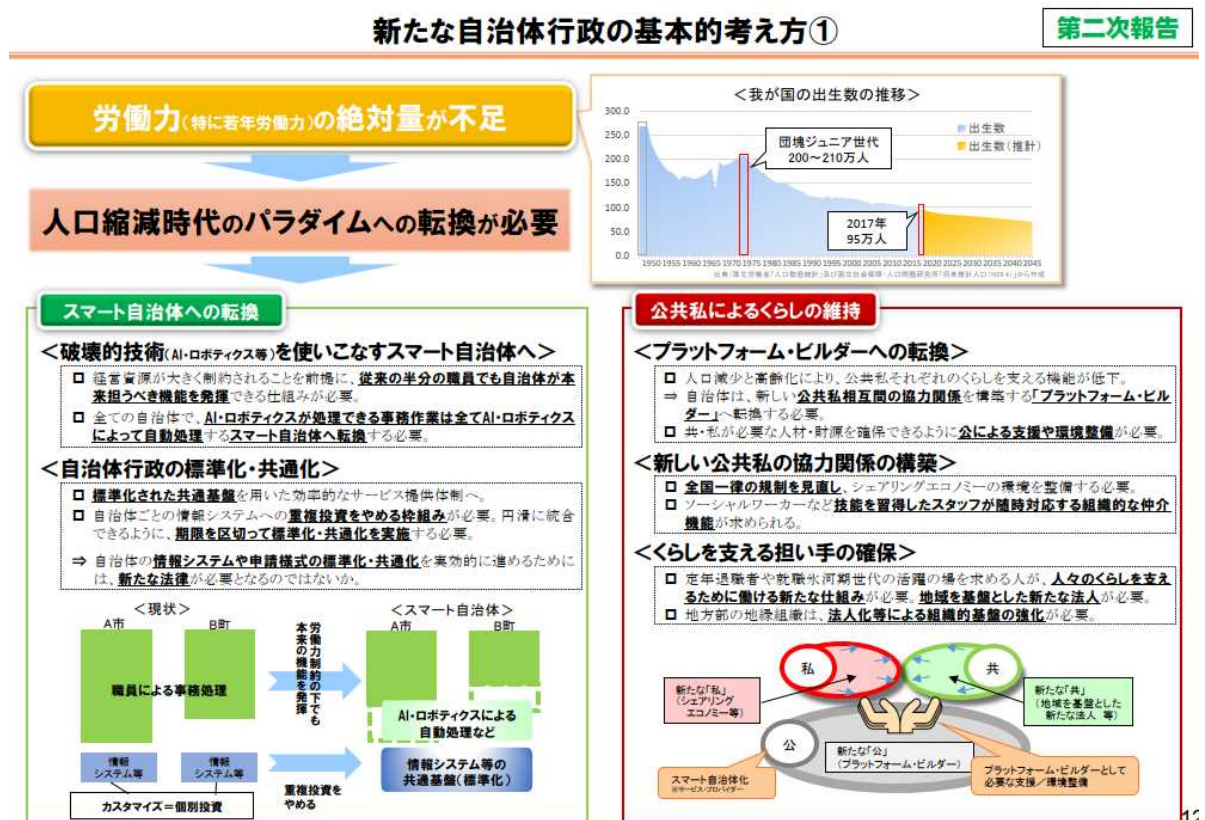 新たな自治体行政の基本的考え方①
第二次報告
労働力(特に若年労働力)の絶対量が不足
人口縮減時代のパラダイムへの転換が必要
＜我が国の出生数の推移＞
300.0
250.0
200.0
150.0
100.0
50.0
0.0
団塊ジュニア世代
200～210万人
出生数
出生数(推計)
2017年
95万人
1950 1955 1960 1965 1970 1975 1980 1985 1990 1995 2000 2005 2010 2015 2020 2025 2030 2035 2040 2045
スマート自治体への転換
＜破壊的技術(AI・ロボティクス等)を使いこなすスマート自治体へ＞
経営資源が大きく制約されることを前提に、従来の半分の職員でも自治体が本
来担うべき機能を発揮できる仕組みが必要。
全ての自治体で、AI・ロボティクスが処理できる事務作業は全てAI・ロボティクス
によって自動処理するスマート自治体へ転換する必要。
＜自治体行政の標準化・共通化＞
標準化された共通基盤を用いた効率的なサービス提供体制へ。
自治体ごとの情報システムへの重複投資をやめる枠組みが必要。円滑に統合
できるように、期限を区切って標準化・共通化を実施する必要。
⇒ 自治体の情報システムや申請様式の標準化・共通化を実効的に進めるために
は、新たな法律が必要となるのではないか。
＜現状＞
A市
B町
職員による事務処理
情報
システム等
情報
システム等
カスタマイズ＝個別投資
労働力制約の下でも
本来の機能を発揮
重複投資を
やめる
＜スマート自治体＞
A市
B町
AI・ロボティクスによる
自動処理など
情報システム等の
共通基盤(標準化)
公共私によるくらしの維持
＜プラットフォーム・ビルダーへの転換＞
人口減少と高齢化により、公共私それぞれのくらしを支える機能が低下。
⇒ 自治体は、新しい公共私相互間の協力関係を構築する「プラットフォーム・ビル
ダー」へ転換する必要。
共・私が必要な人材・財源を確保できるように公による支援や環境整備が必要。
＜新しい公共私の協力関係の構築＞
全国一律の規制を見直し、シェアリングエコノミーの環境を整備する必要。
ソーシャルワーカーなど技能を習得したスタッフが随時対応する組織的な仲介
機能が求められる。
＜くらしを支える担い手の確保＞
定年退職者や就職氷河期世代の活躍の場を求める人が、人々のくらしを支え
るために働ける新たな仕組みが必要。地域を基盤とした新たな法人が必要。
地方部の地縁組織は、法人化等による組織的基盤の強化が必要。
私
共
公
新たな「私」
(シェアリング
エコノミー等)
新たな「共」
(地域を基盤とした
新たな法人 等)
新たな「公」
(プラットフォーム・ビルダー)
スマート自治体化
※サービス・プロバイダー
プラットフォーム・ビルダーとして
必要な支援／環境整備